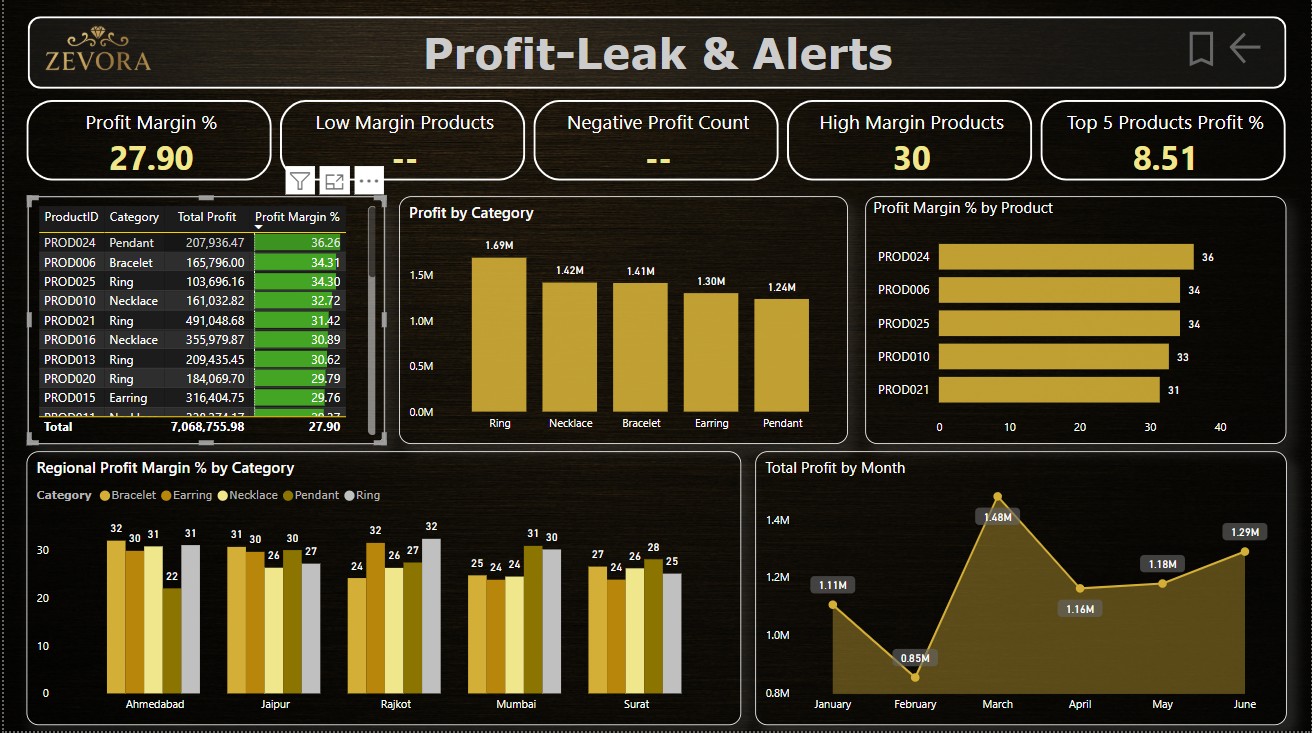 ZEVORA
Profit-Leak & Alerts
Profit Margin %
27.90
Low Margin Products
--
Negative Profit Count
--
High Margin Products
30
Top 5 Products Profit %
8.51
ProductID Category Total Profit Profit Margin %
PROD024 Pendant 207,936.47 36.26
PROD006 Bracelet 165,796.00 34.31
PROD025 Ring 103,696.16 34.30
PROD010 Necklace 161,032.82 32.72
PROD021 Ring 491,048.68 31.42
PROD016 Necklace 355,979.87 30.89
PROD013 Ring 209,435.45 30.62
PROD020 Ring 184,069.70 29.79
PROD015 Earring 316,404.75 29.76
Total 7,068,755.98 27.90
Profit by Category
1.69M
1.42M 1.41M
1.30M
1.24M
1.5M
1.0M
0.5M
0.0M
Ring Necklace Bracelet Earring Pendant
Profit Margin % by Product
PROD024 36
PROD006 34
PROD025 34
PROD010 33
PROD021 31
0 10 20 30 40
Regional Profit Margin % by Category
Category Bracelet Earring Necklace Pendant Ring
32 30 31 22 31
31 30 26 30 27
24 32 26 27 32
25 24 24 31 30
27 24 26 28 25
30
20
10
0
Ahmedabad Jaipur Rajkot Mumbai Surat
Total Profit by Month
1.4M
1.2M
1.0M
0.8M
1.11M
0.85M
1.48M
1.16M
1.18M
1.29M
January February March April May June